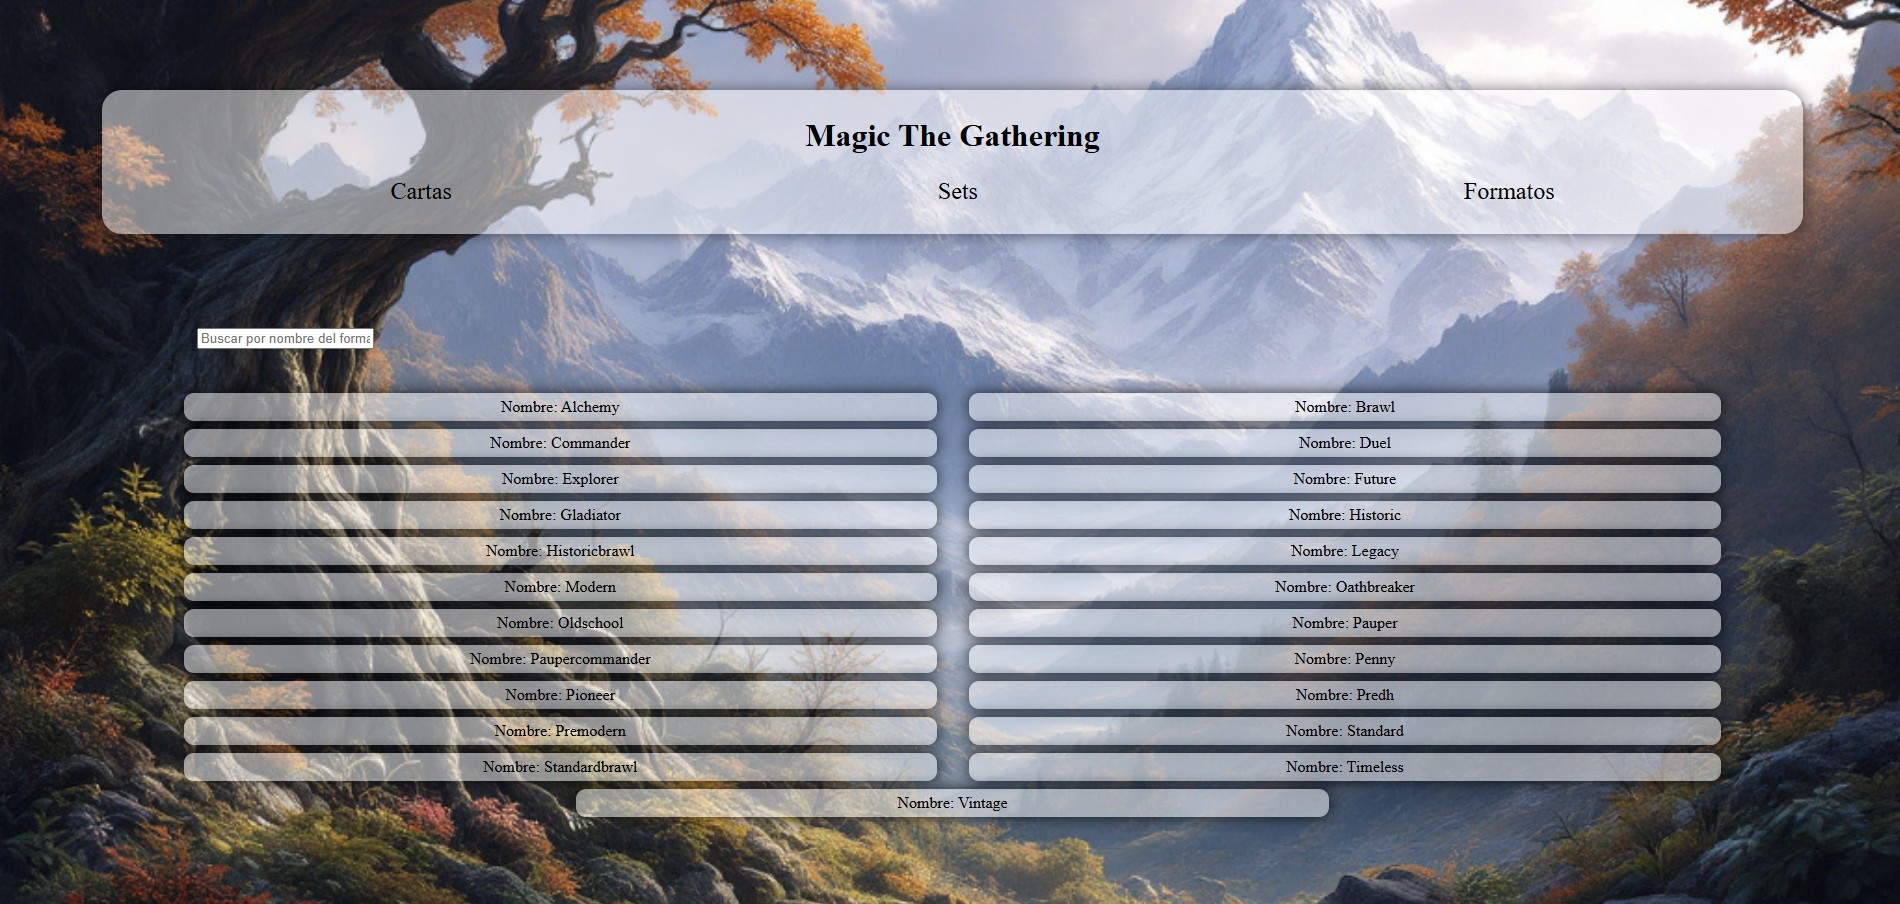 Magic The Gathering
Cartas Sets Formatos
Buscar por nombre del forma
Nombre: Alchemy Nombre: Brawl
Nombre: Commander Nombre: Duel
Nombre: Explorer Nombre: Future
Nombre: Gladiator Nombre: Historic
Nombre: Historicbrawl Nombre: Legacy
Nombre: Modern Nombre: Oathbreaker
Nombre: Oldschool Nombre: Pauper
Nombre: Paupercommander Nombre: Penny
Nombre: Pioneer Nombre: Predh
Nombre: Premodern Nombre: Standard
Nombre: Standardbrawl Nombre: Timeless
Nombre: Vintage